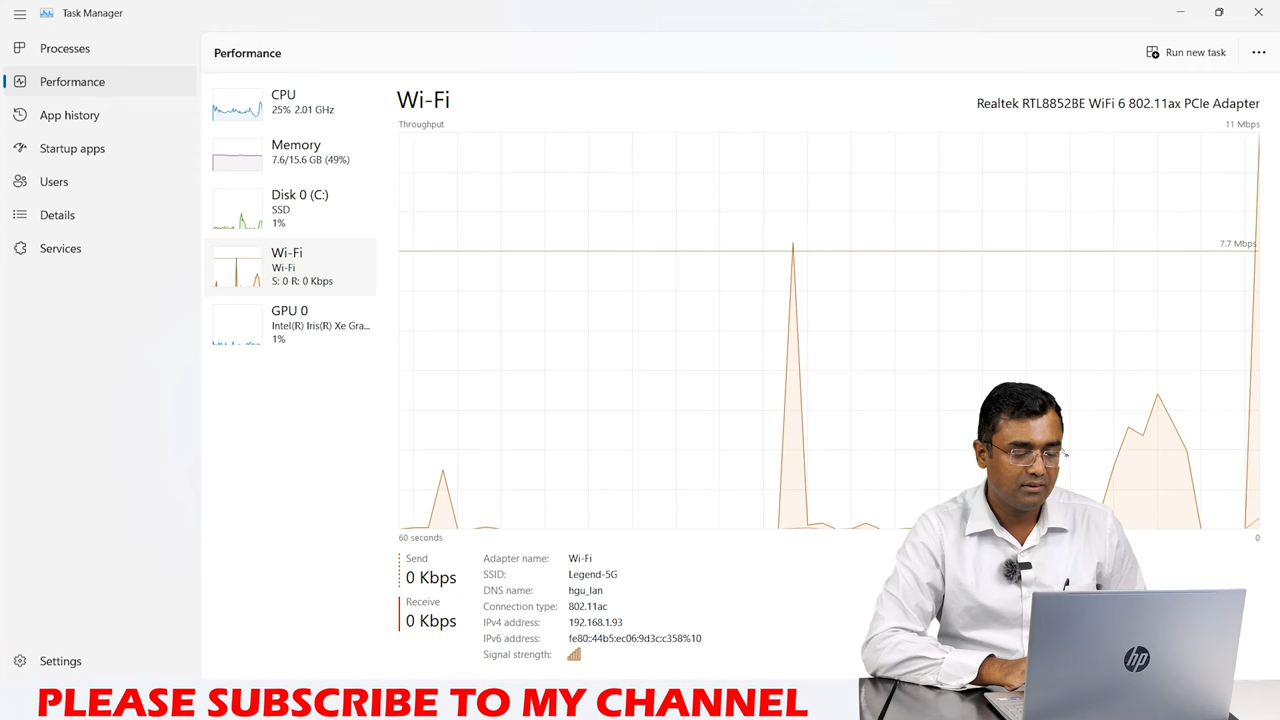 Task Manager
Processes
Performance
App history
Startup apps
Users
Details
Services
Settings
Performance
Run new task
CPU
25% 2.01 GHz
Memory
7.6/15.6 GB (49%)
Disk 0 (C:)
SSD
1%
Wi-Fi
Wi-Fi
S: 0 R: 0 Kbps
GPU 0
Intel(R) Iris(R) Xe Gra...
1%
Wi-Fi
Realtek RTL8852BE WiFi 6 802.11ax PCIe Adapter
Throughput
11 Mbps
7.7 Mbps
60 seconds
0
Send
0 Kbps
Receive
0 Kbps
Adapter name: Wi-Fi
SSID: Legend-5G
DNS name: hgu_lan
Connection type: 802.11ac
IPv4 address: 192.168.1.93
IPv6 address: fe80::44b5:ec06:9d3c:c358%10
Signal strength:
hp
PLEASE SUBSCRIBE TO MY CHANNEL